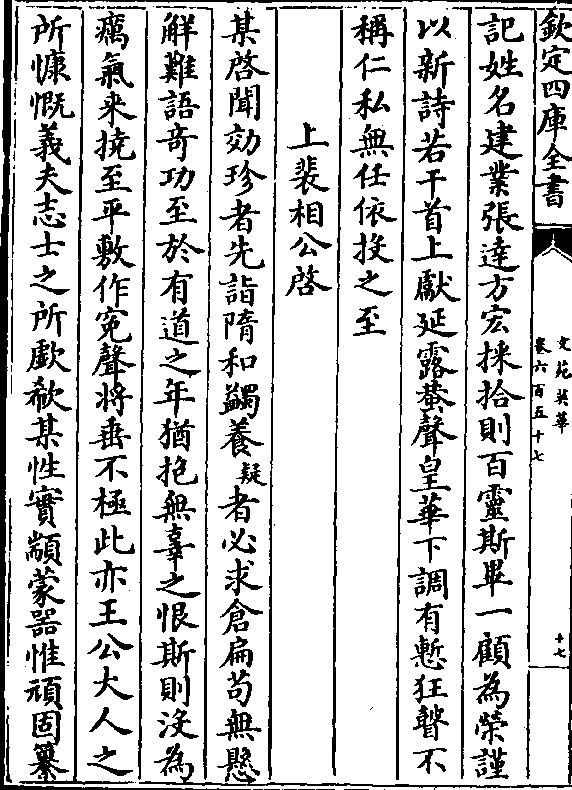 欽定四庫全書
文苑英華
卷六百五十七
十七
記姓名建業張逵方宏採拾則百靈斯畢一顧為榮謹
以新詩若干首上獻延露蛩聲皇華下調有慙狂瞽不
稱仁私無任依投之至
上裴相公啓
某啓聞効珍者先詣隋和蠲養疑者必求倉扁茍無懸
解難語竒功至於有道之年猶抱無辜之恨斯則没為
癘氣来撓至平敷作寃聲將垂不極此亦王公大人之
所慷慨義夫志士之所歔欷某性實顓蒙器惟頑固纂